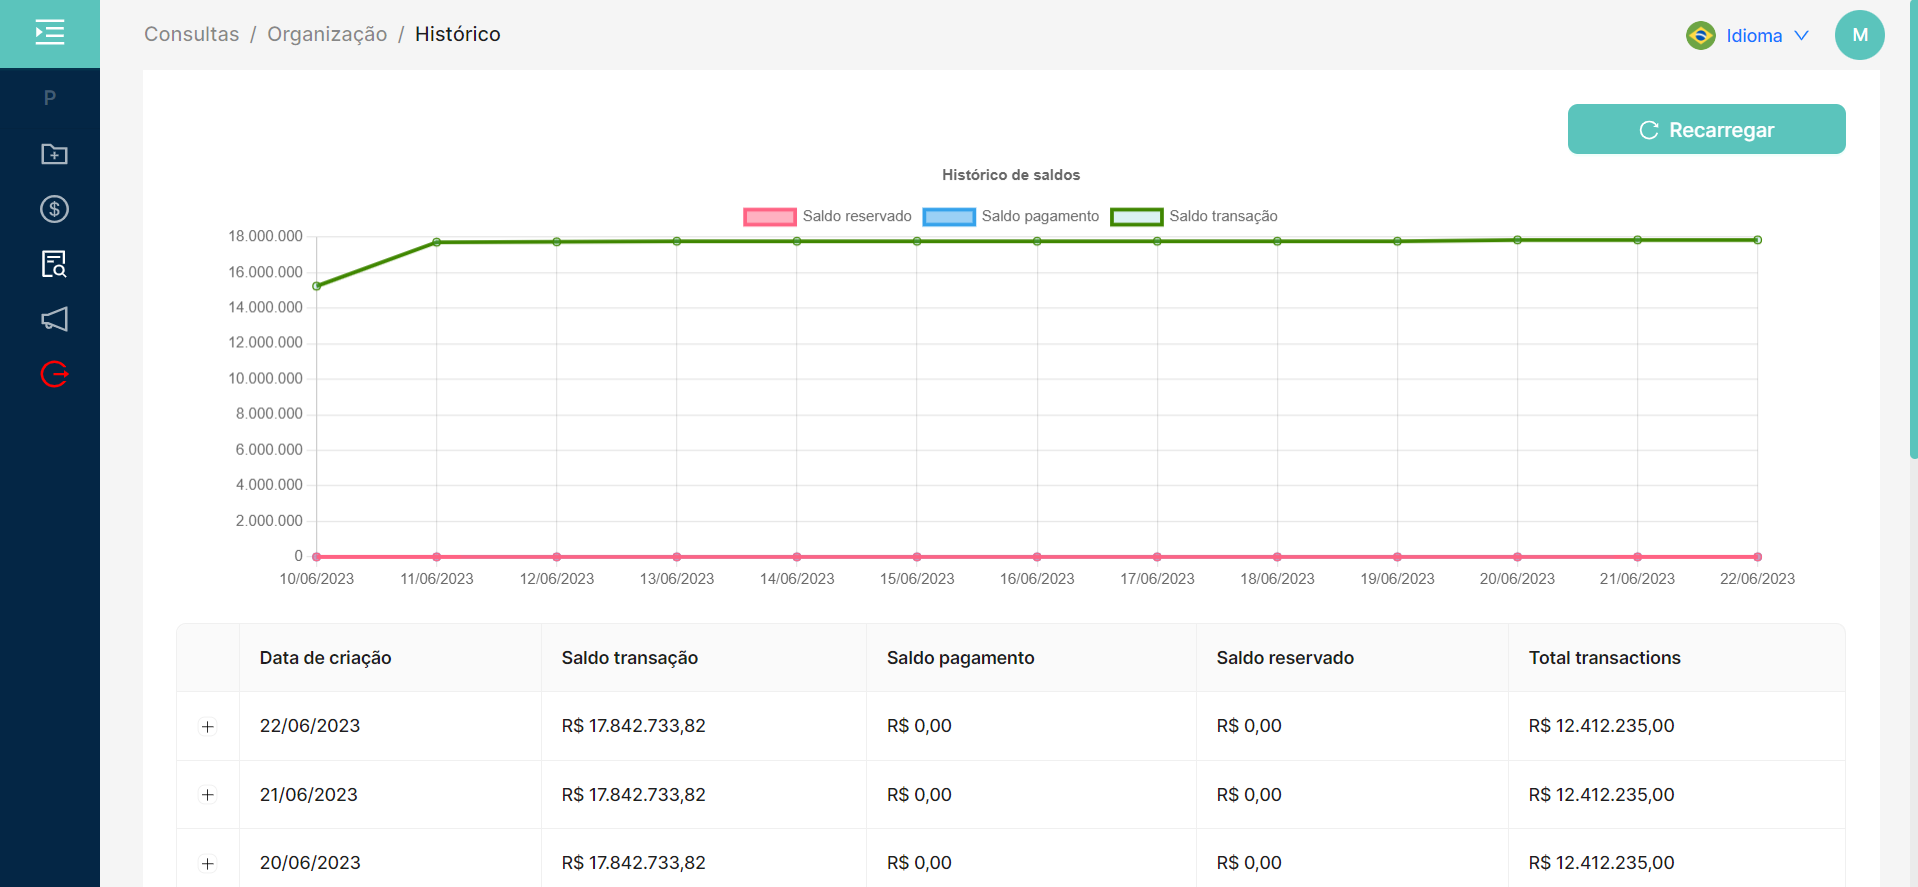 Consultas / Organização / Histórico
Idioma
M
P
Recarregar
Histórico de saldos
Saldo reservado Saldo pagamento Saldo transação
18.000.000
16.000.000
14.000.000
12.000.000
10.000.000
8.000.000
6.000.000
4.000.000
2.000.000
0
10/06/2023 11/06/2023 12/06/2023 13/06/2023 14/06/2023 15/06/2023 16/06/2023 17/06/2023 18/06/2023 19/06/2023 20/06/2023 21/06/2023 22/06/2023
Data de criação Saldo transação Saldo pagamento Saldo reservado Total transactions
22/06/2023 R$ 17.842.733,82 R$ 0,00 R$ 0,00 R$ 12.412.235,00
21/06/2023 R$ 17.842.733,82 R$ 0,00 R$ 0,00 R$ 12.412.235,00
20/06/2023 R$ 17.842.733,82 R$ 0,00 R$ 0,00 R$ 12.412.235,00